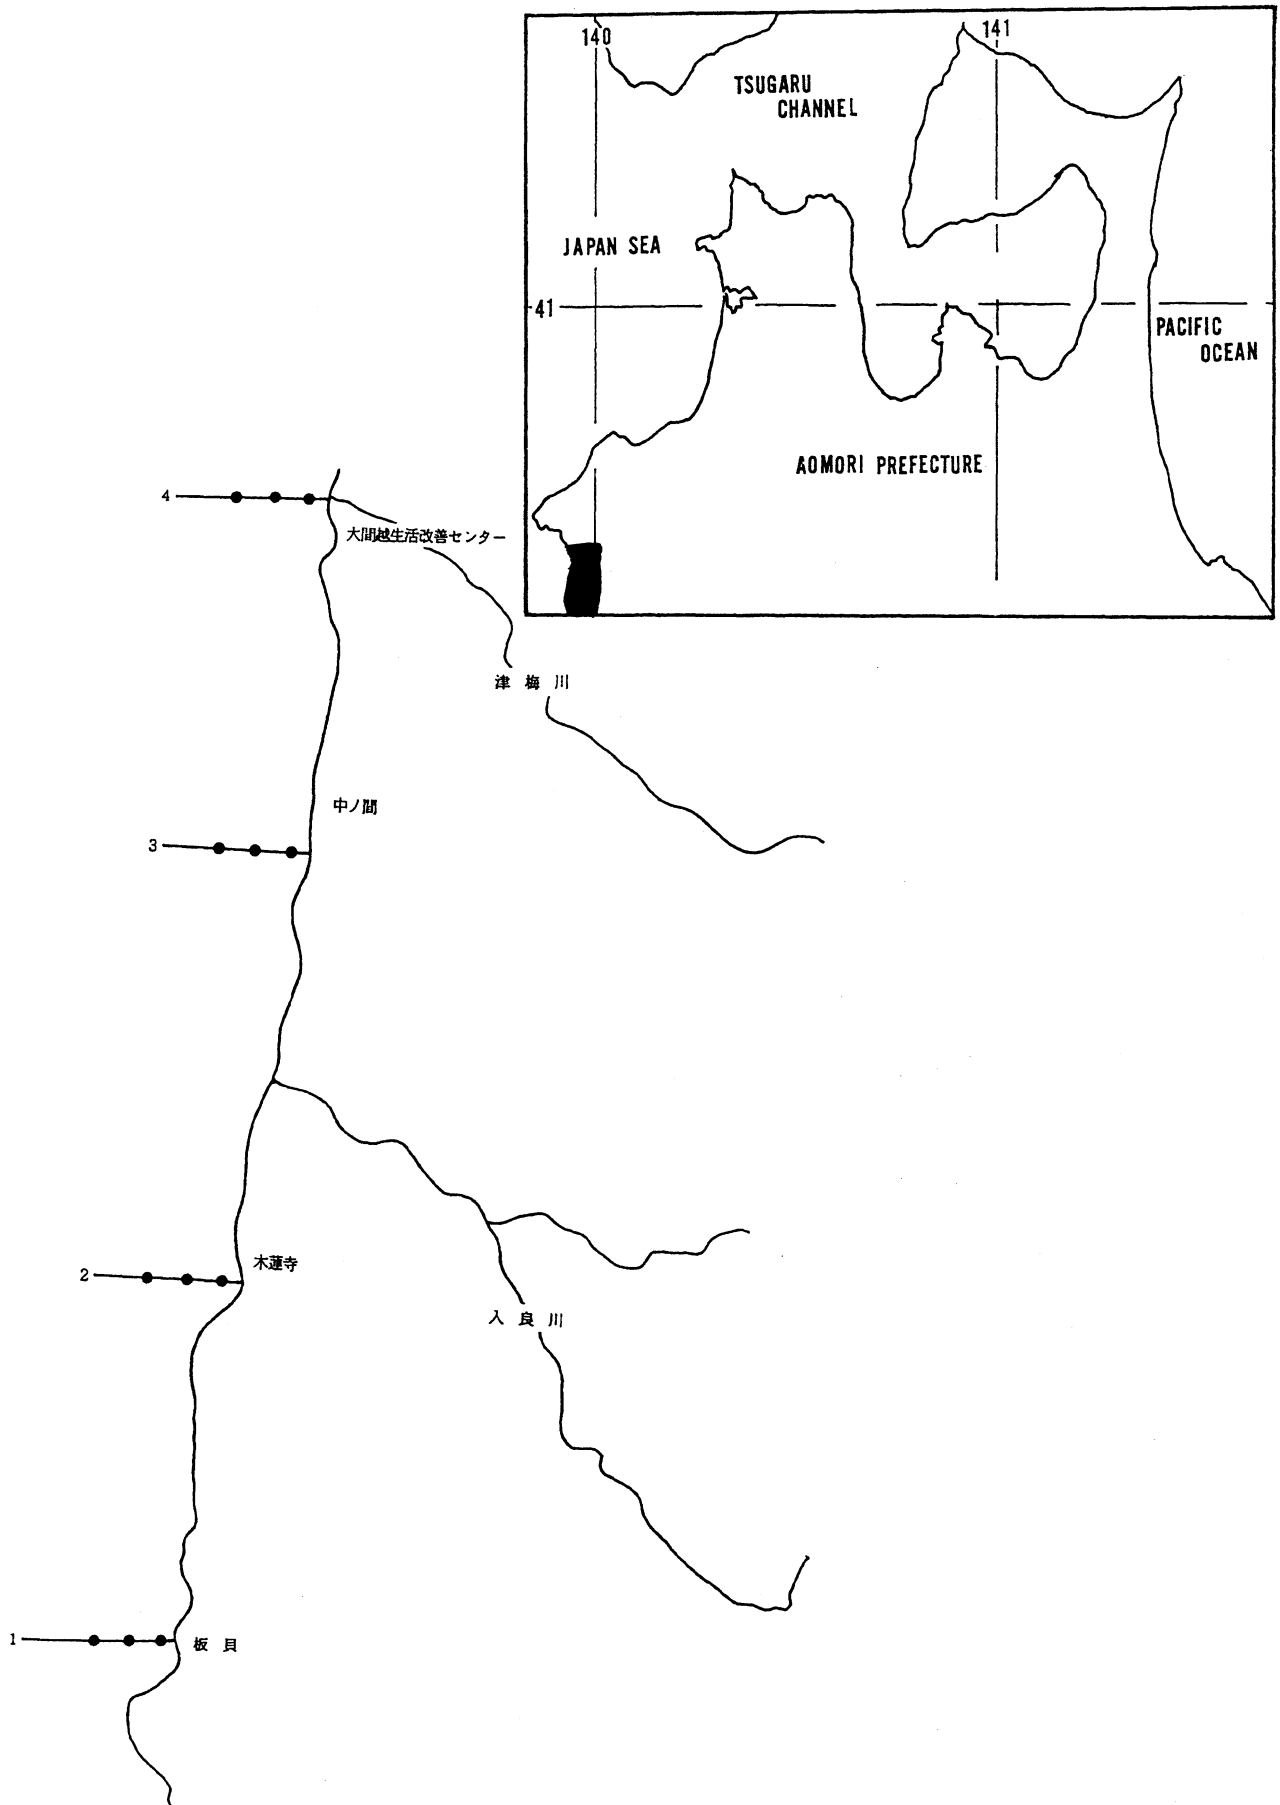 140
141
TSUGARU
CHANNEL
JAPAN SEA
41
PACIFIC
OCEAN
AOMORI PREFECTURE
4
大間越生活改善センター
津梅川
中ノ間
3
2
木蓮寺
入良川
1
板貝